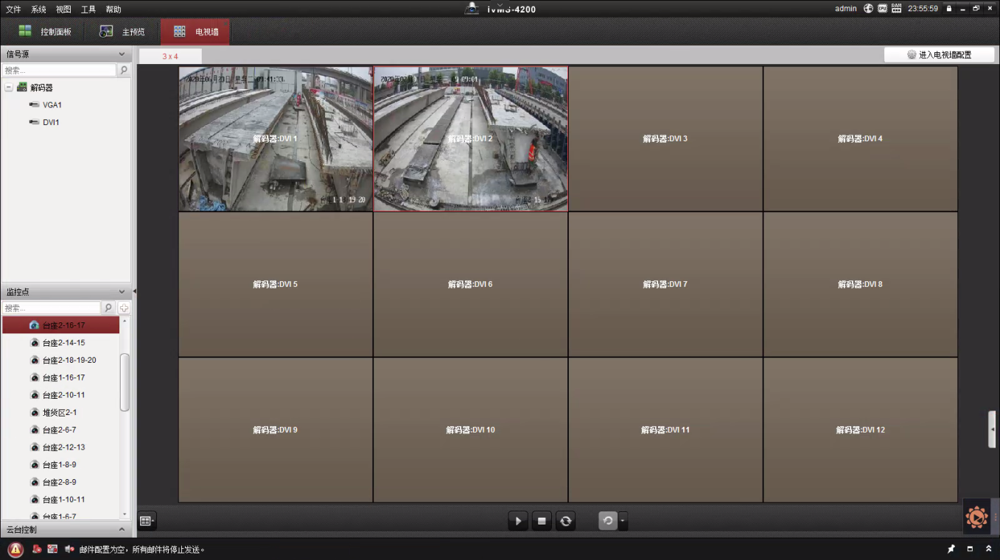 文件 系统 视图 工具 帮助
iVMS-4200
admin 23:55:59
控制面板 主预览 电视墙
信号源
3 x 4
进入电视墙配置
搜索...
解码器
VGA1
DVI1
解码器:DVI 1
解码器:DVI 2
解码器:DVI 3
解码器:DVI 4
解码器:DVI 5
解码器:DVI 6
解码器:DVI 7
解码器:DVI 8
解码器:DVI 9
解码器:DVI 10
解码器:DVI 11
解码器:DVI 12
监控点
搜索...
台座2-16-17
台座2-14-15
台座2-18-19-20
台座1-16-17
台座2-10-11
堆货区2-1
台座2-6-7
台座2-12-13
台座1-8-9
台座2-8-9
台座1-10-11
台座1-6-7
云台控制
邮件配置为空，所有邮件将停止发送。